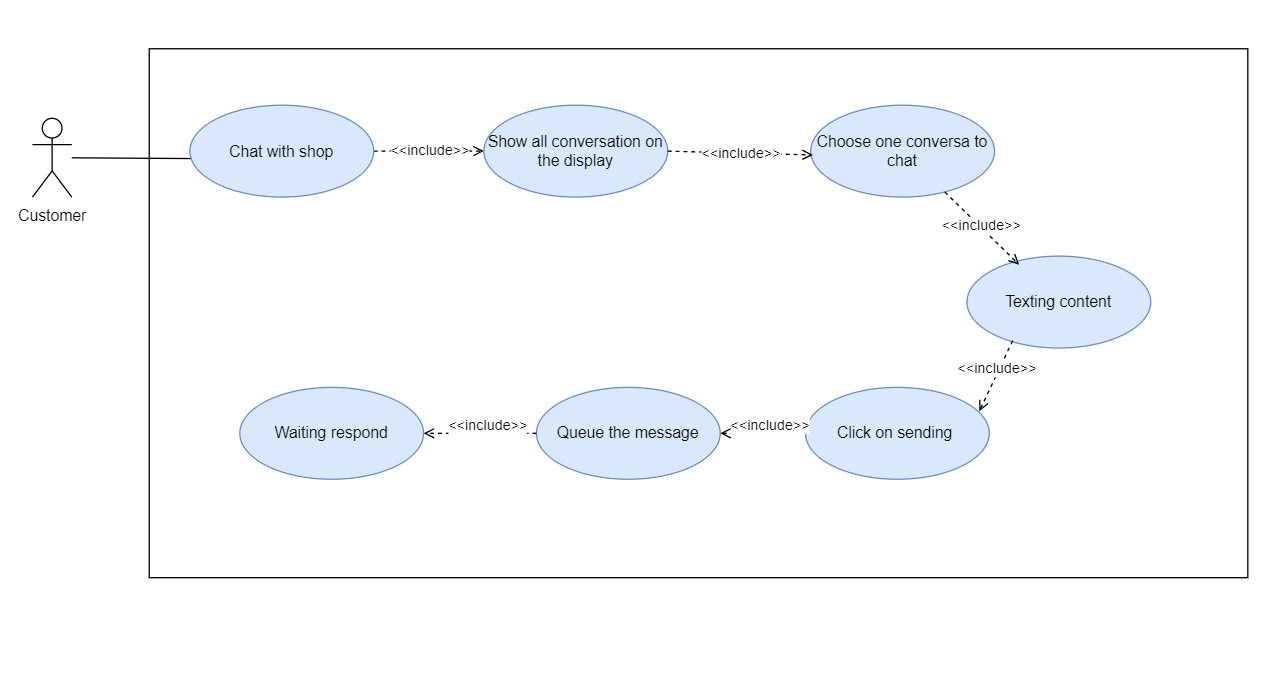 Chat with shop
<<include>>
Show all conversation on
the display
<<include>>
Choose one conversa to
chat
Customer
<<include>>
Texting content
<<include>>
Click on sending
<<include>>
Queue the message
<<include>>
Waiting respond